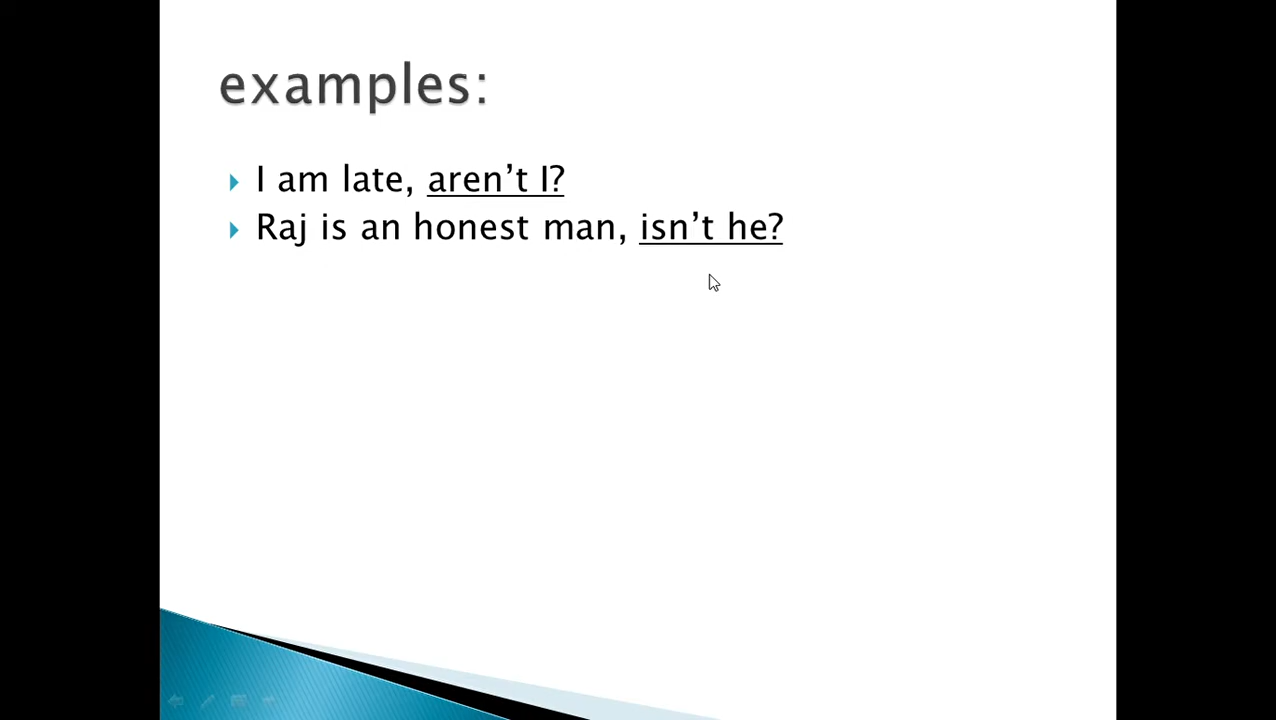 examples:
I am late, aren’t I?
Raj is an honest man, isn’t he?